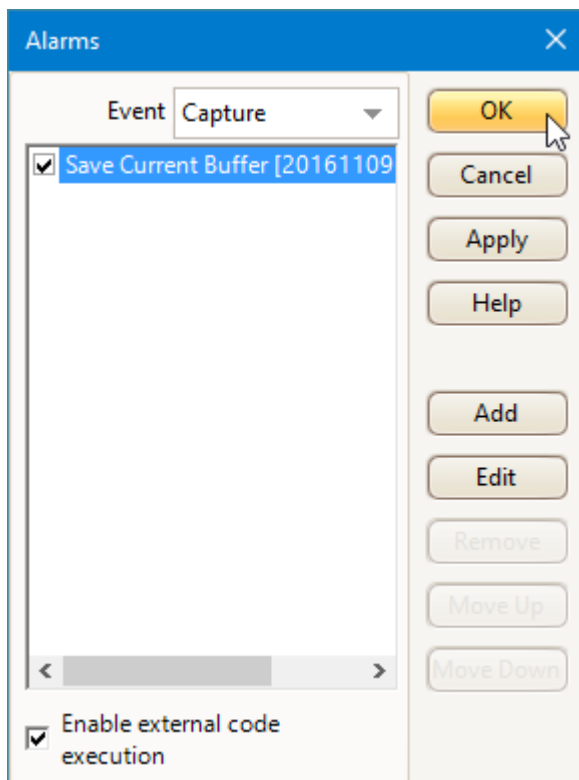 Alarms
Event
Capture
Save Current Buffer [20161109
Enable external code
execution
OK
Cancel
Apply
Help
Add
Edit
Remove
Move Up
Move Down